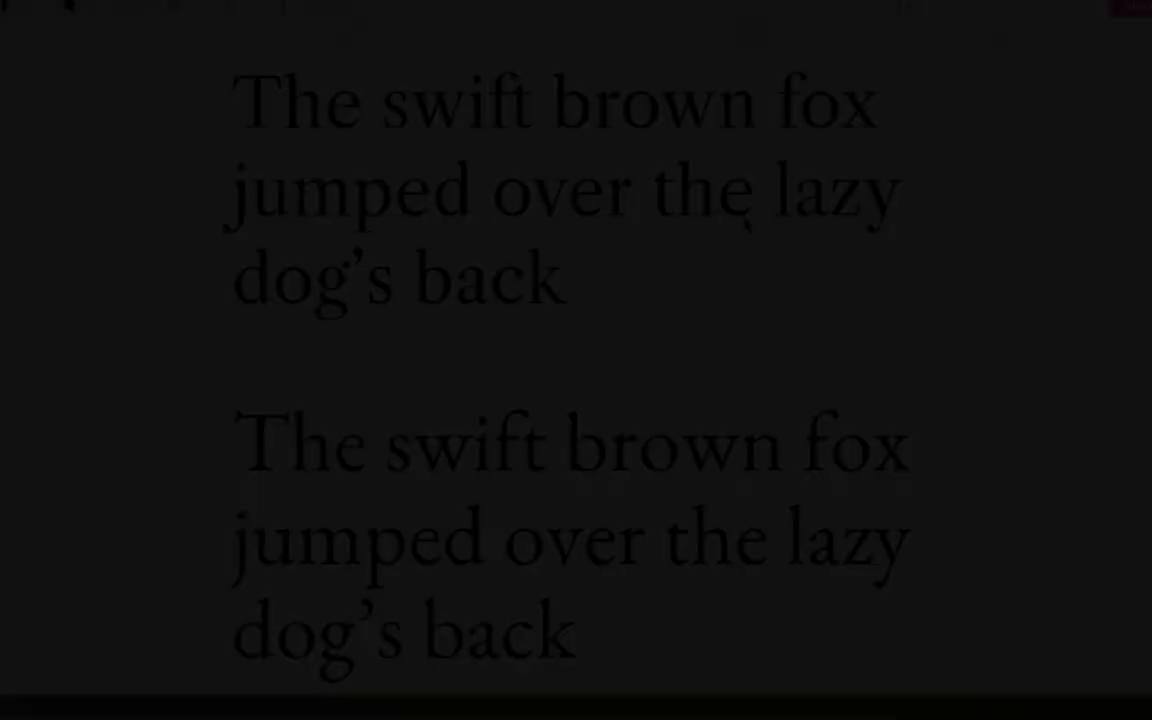 The swift brown fox
jumped over the lazy
dog’s back
The swift brown fox
jumped over the lazy
dog’s back